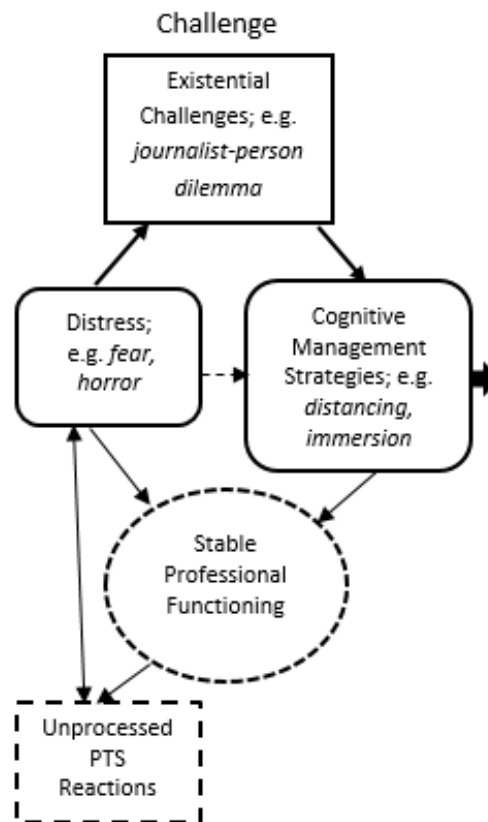 Challenge
Existential
Challenges; e.g.
journalist-person
dilemma
Distress;
e.g. fear,
horror
Cognitive
Management
Strategies; e.g.
distancing,
immersion
Stable
Professional
Functioning
Unprocessed
PTS
Reactions